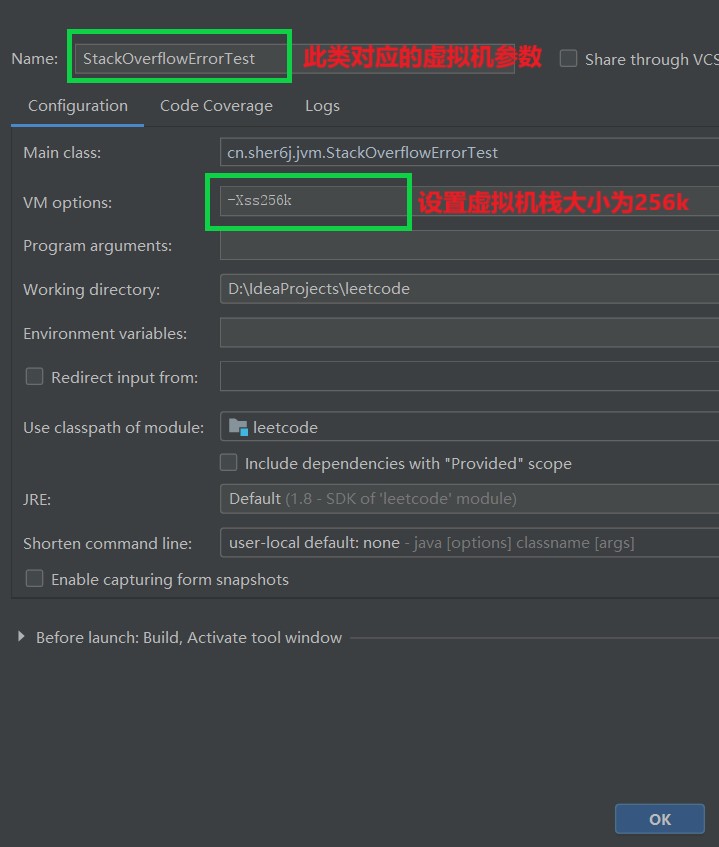 Name: StackOverflowErrorTest 此类对应的虚拟机参数 Share through VCS
Configuration Code Coverage Logs
Main class: cn.sher6j.jvm.StackOverflowErrorTest
VM options: -Xss256k 设置虚拟机栈大小为256k
Program arguments:
Working directory: D:\IdeaProjects\leetcode
Environment variables:
Redirect input from:
Use classpath of module: leetcode
Include dependencies with "Provided" scope
JRE: Default (1.8 - SDK of 'leetcode' module)
Shorten command line: user-local default: none - java [options] classname [args]
Enable capturing form snapshots
Before launch: Build, Activate tool window
OK